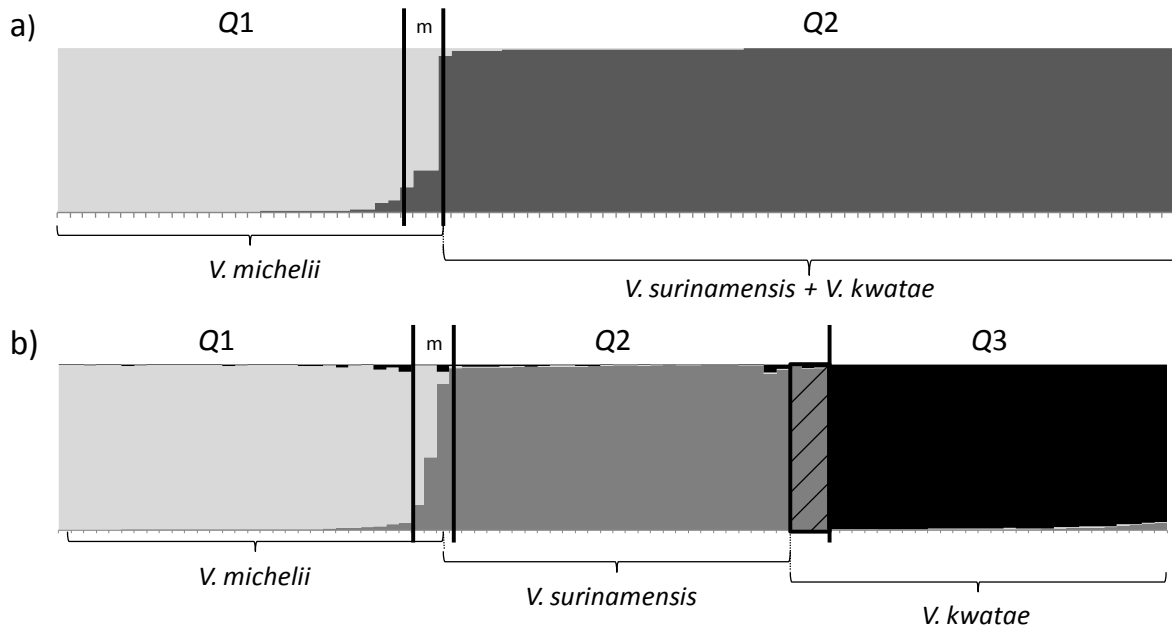 a)
Q1
m
Q2
V. michelii
V. surinamensis + V. kwatae
b)
Q1
m
Q2
Q3
V. michelii
V. surinamensis
V. kwatae